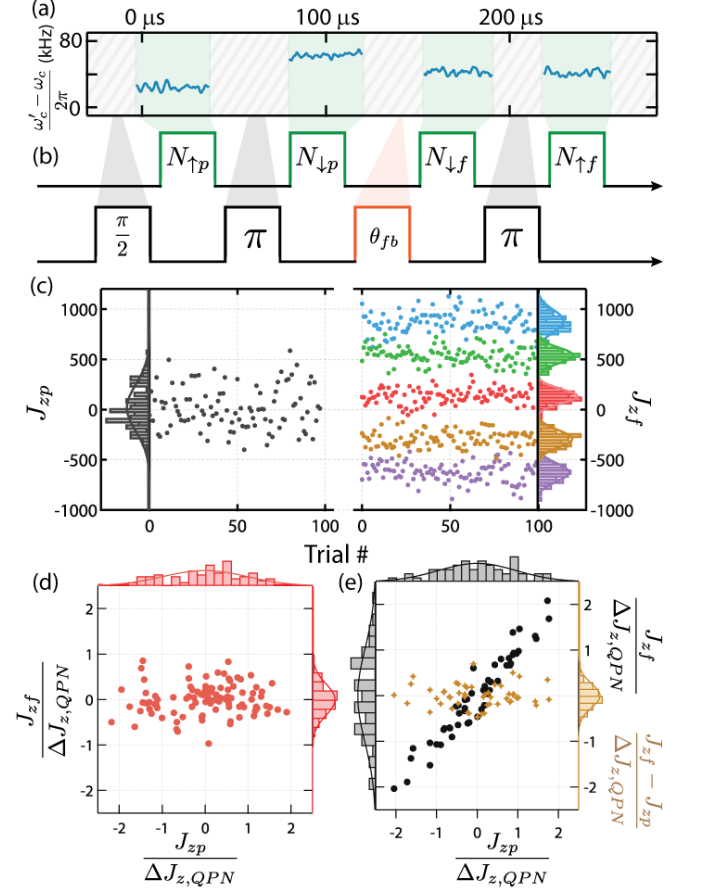 (a)
0 μs 100 μs 200 μs
80
0
ω′c − ωc
2π
(kHz)
(b)
N↑p N↓p N↓f N↑f
π
2
π θfb π
(c)
1000 1000
500 500
0 0
-500 -500
-1000 -1000
Jzp
Jzf
0 50 100 0 50 100
Trial #
(d) (e)
2 2
1 1
0 0
-1 -1
-2 -2
Jzf
ΔJz,QPN
Jzf
ΔJz,QPN
Jzf − Jzp
ΔJz,QPN
-2 -1 0 1 2 -2 -1 0 1 2
Jzp
ΔJz,QPN
Jzp
ΔJz,QPN